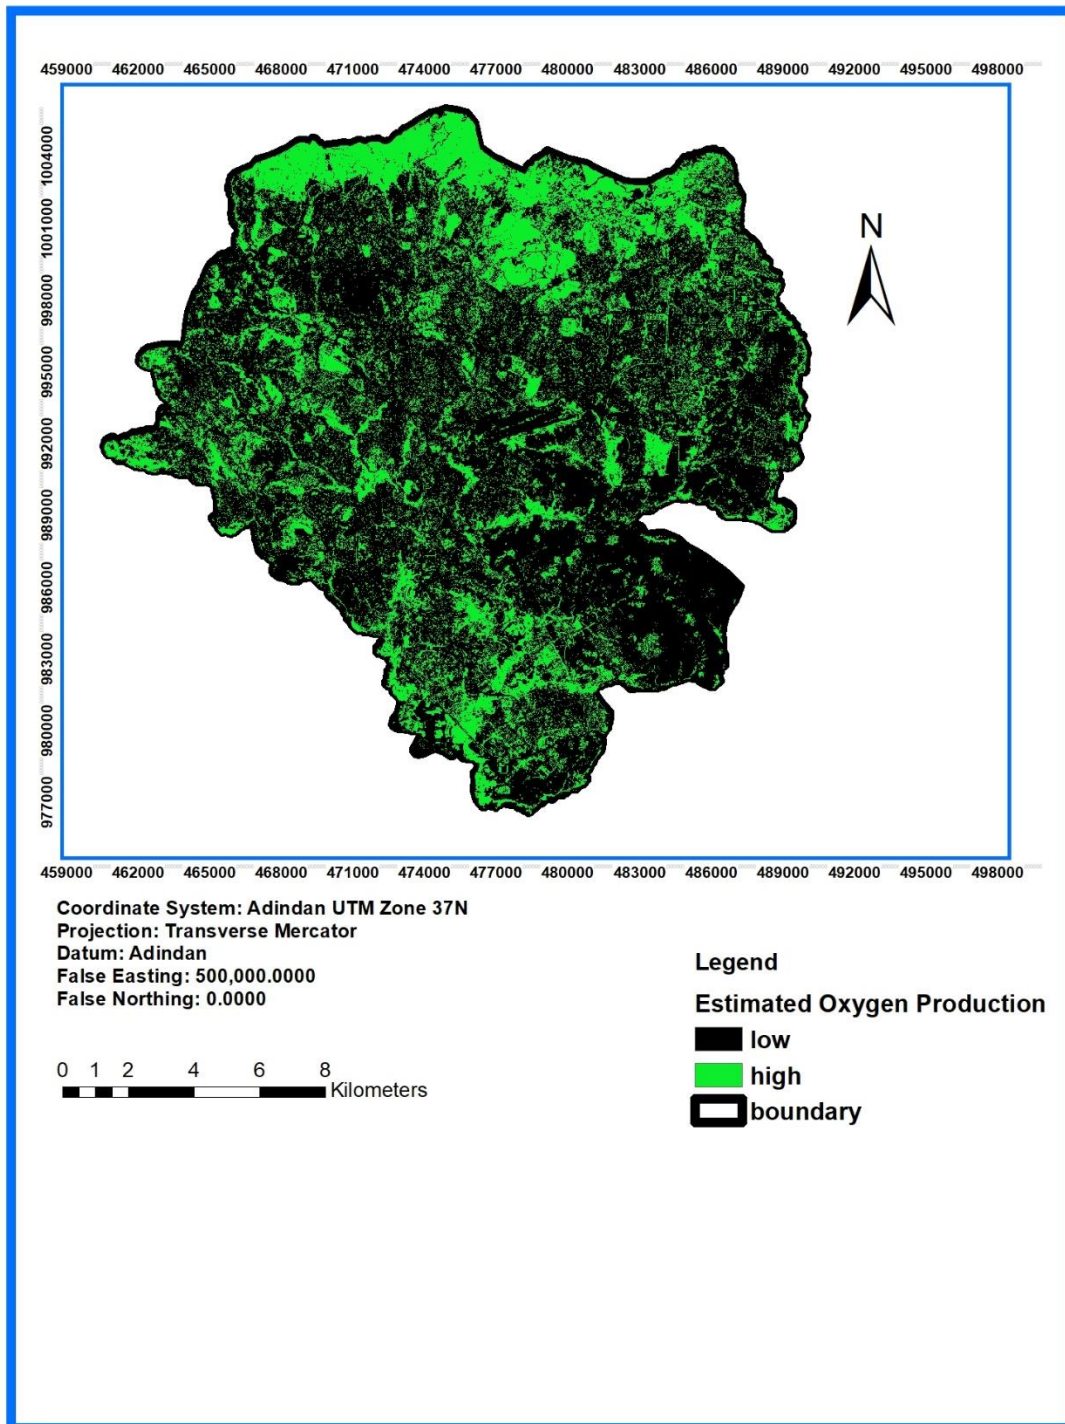 459000 462000 465000 468000 471000 474000 477000 480000 483000 486000 489000 492000 495000 498000
1004000
1001000
998000
995000
992000
989000
986000
983000
980000
977000
N
459000 462000 465000 468000 471000 474000 477000 480000 483000 486000 489000 492000 495000 498000
Coordinate System: Adindan UTM Zone 37N
Projection: Transverse Mercator
Datum: Adindan
False Easting: 500,000.0000
False Northing: 0.0000
0 1 2 4 6 8
Kilometers
Legend
Estimated Oxygen Production
low
high
boundary